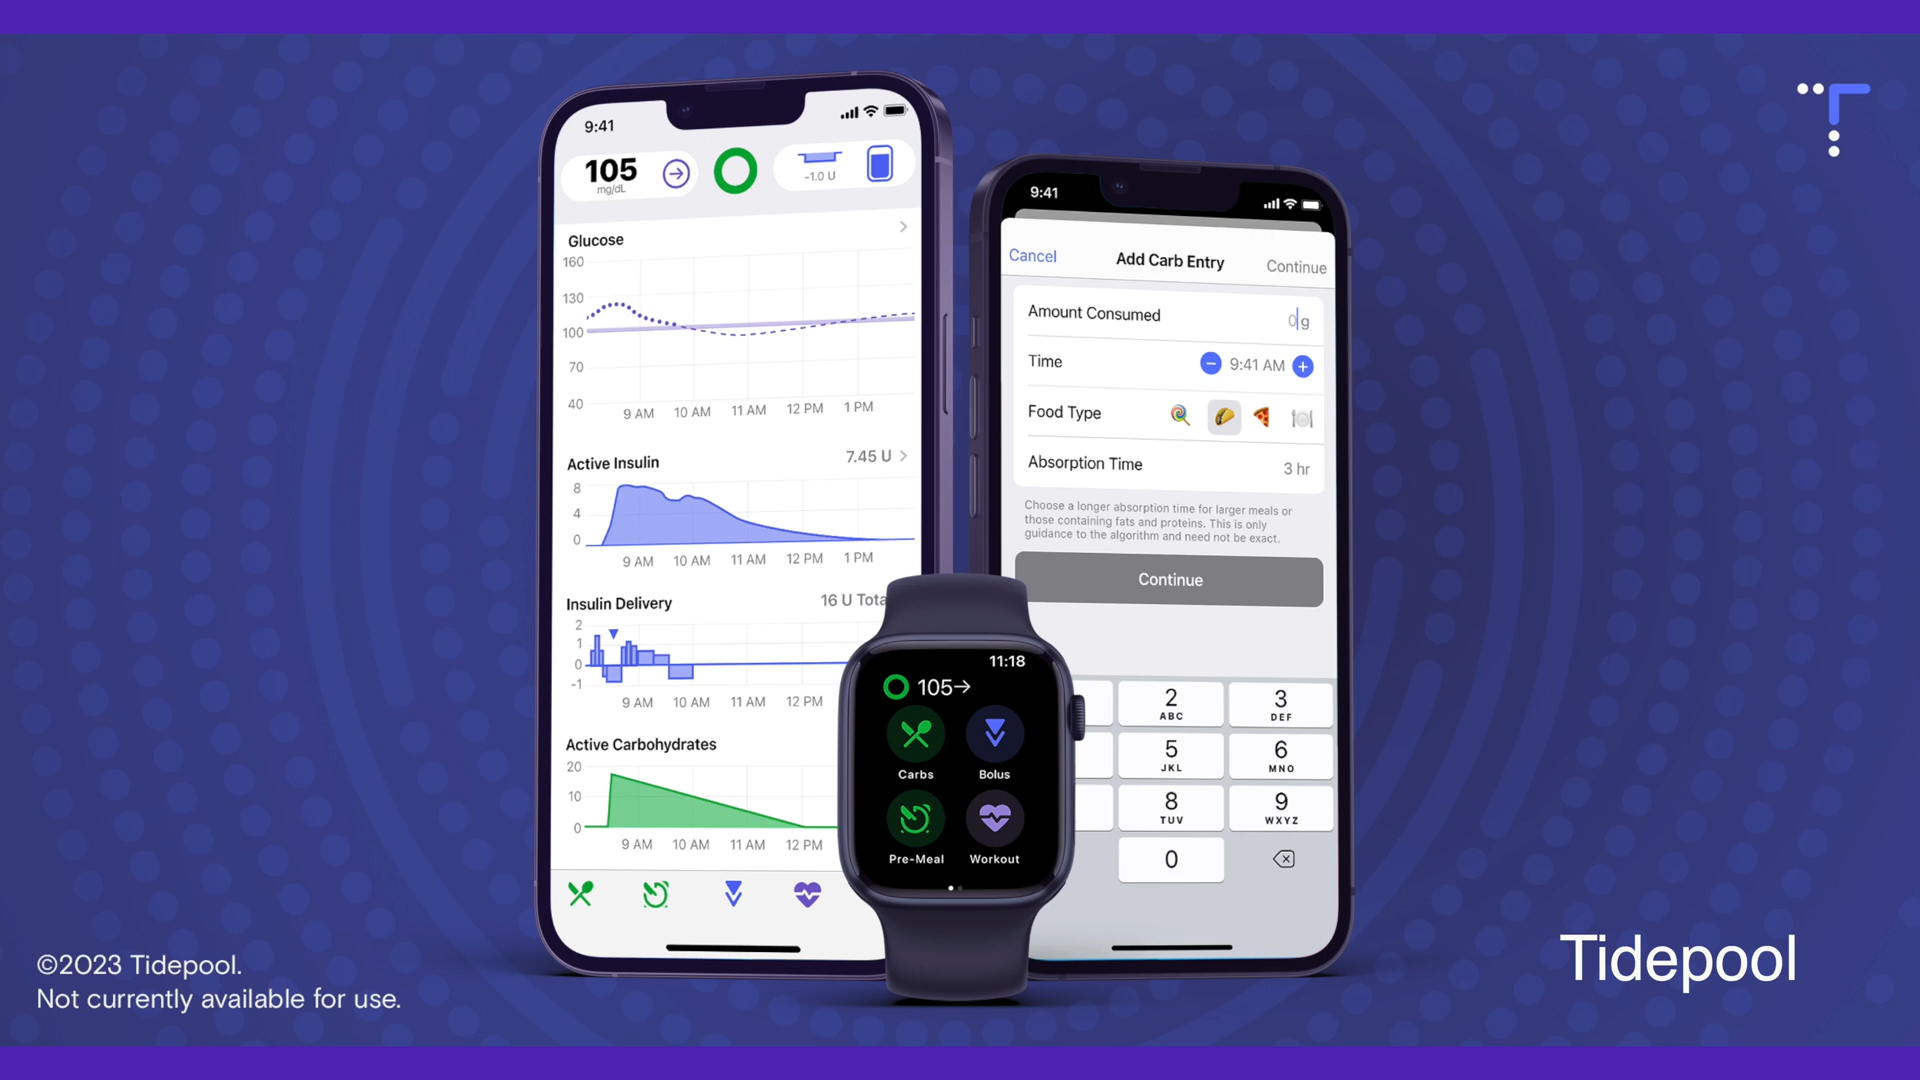 9:41
105
mg/dL
-1.0 U
Glucose
160
130
100
70
40
9 AM 10 AM 11 AM 12 PM 1 PM
Active Insulin 7.45 U
8
4
0
9 AM 10 AM 11 AM 12 PM 1 PM
Insulin Delivery 16 U Tota
2
1
0
-1
9 AM 10 AM 11 AM 12 PM
Active Carbohydrates
20
10
0
9 AM 10 AM 11 AM 12 PM
11:18
105→
Carbs Bolus
Pre-Meal Workout
9:41
Cancel Add Carb Entry Continue
Amount Consumed 0 g
Time 9:41 AM
Food Type
Absorption Time 3 hr
Choose a longer absorption time for larger meals or
those containing fats and proteins. This is only
guidance to the algorithm and need not be exact.
Continue
2 3
ABC DEF
5 6
JKL MNO
8 9
TUV WXYZ
0
©2023 Tidepool.
Not currently available for use.
Tidepool